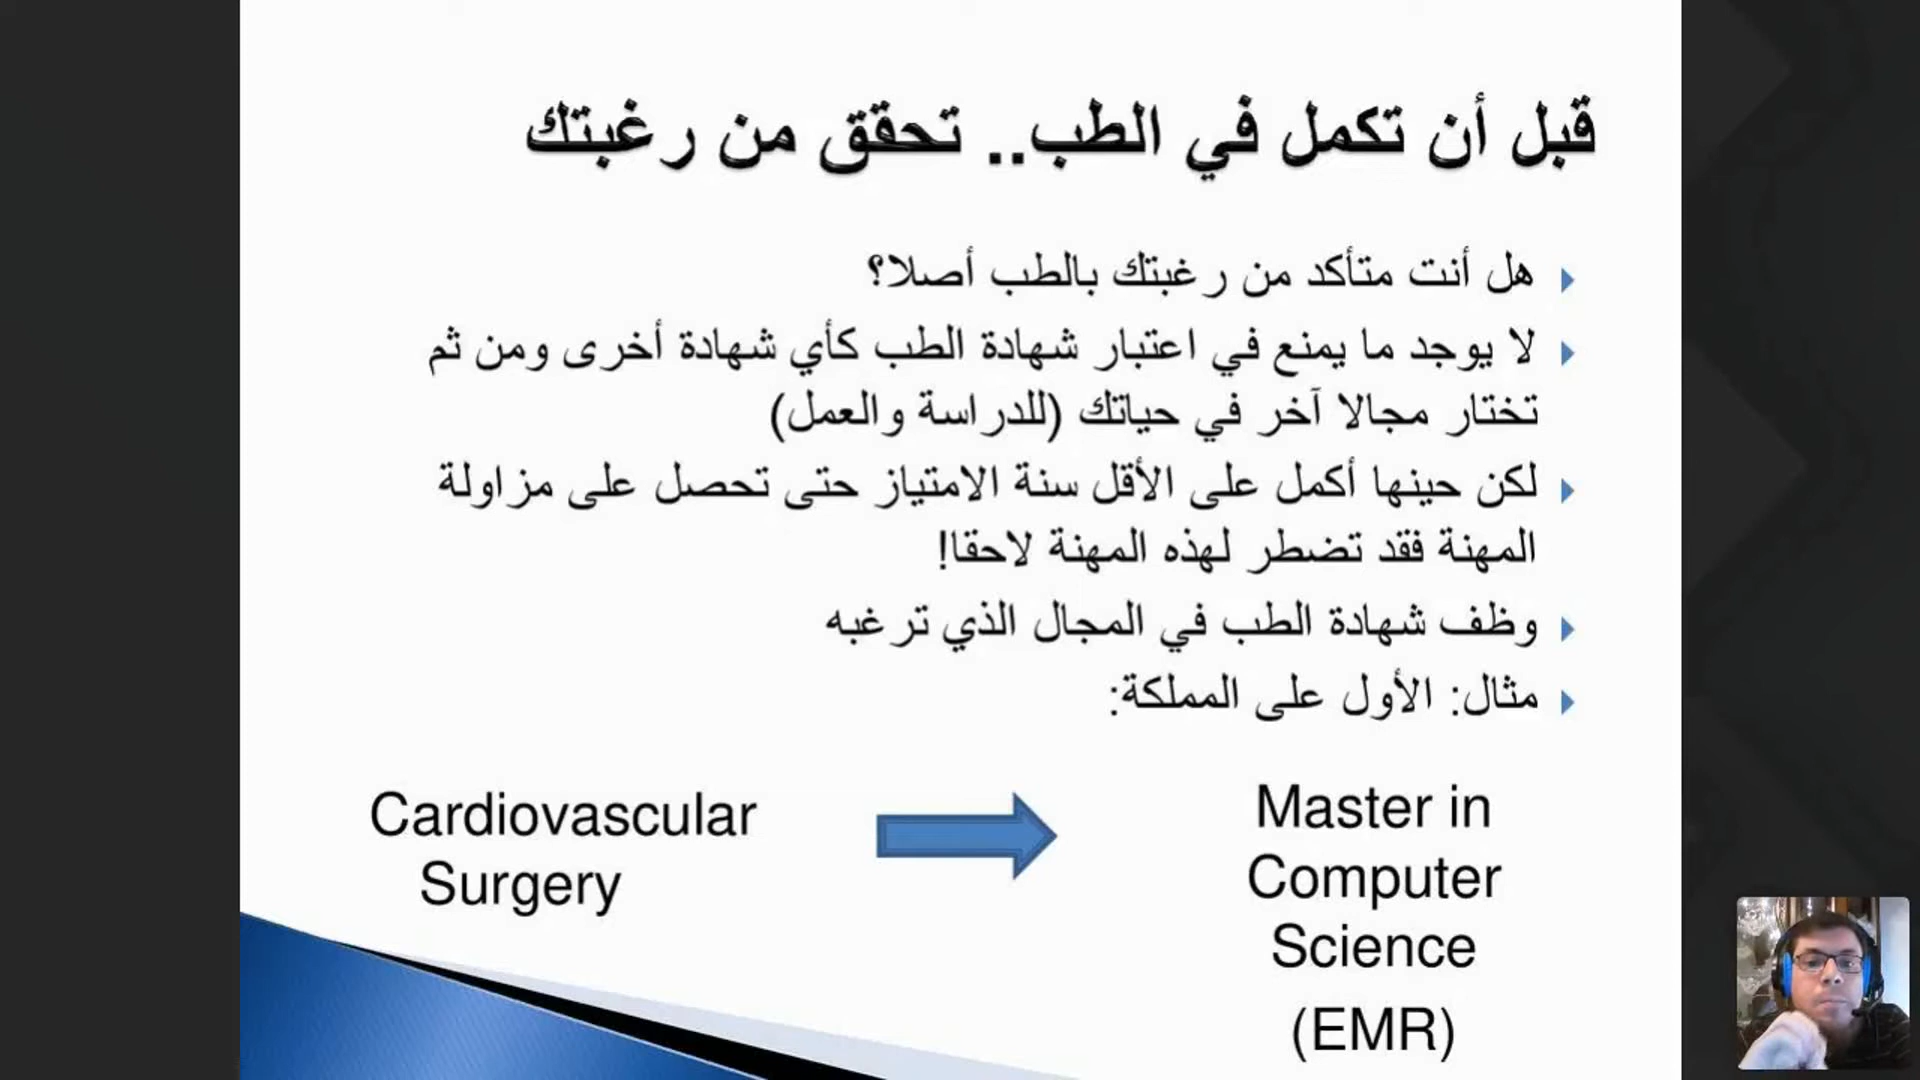 قبل أن تكمل في الطب.. تحقق من رغبتك
هل أنت متأكد من رغبتك بالطب أصلا؟
لا يوجد ما يمنع في اعتبار شهادة الطب كأي شهادة أخرى ومن ثم
تختار مجالا آخر في حياتك (للدراسة والعمل)
لكن حينها أكمل على الأقل سنة الامتياز حتى تحصل على مزاولة
المهنة فقد تضطر لهذه المهنة لاحقا!
وظف شهادة الطب في المجال الذي ترغبه
مثال: الأول على المملكة:
Cardiovascular
Surgery
Master in
Computer
Science
(EMR)